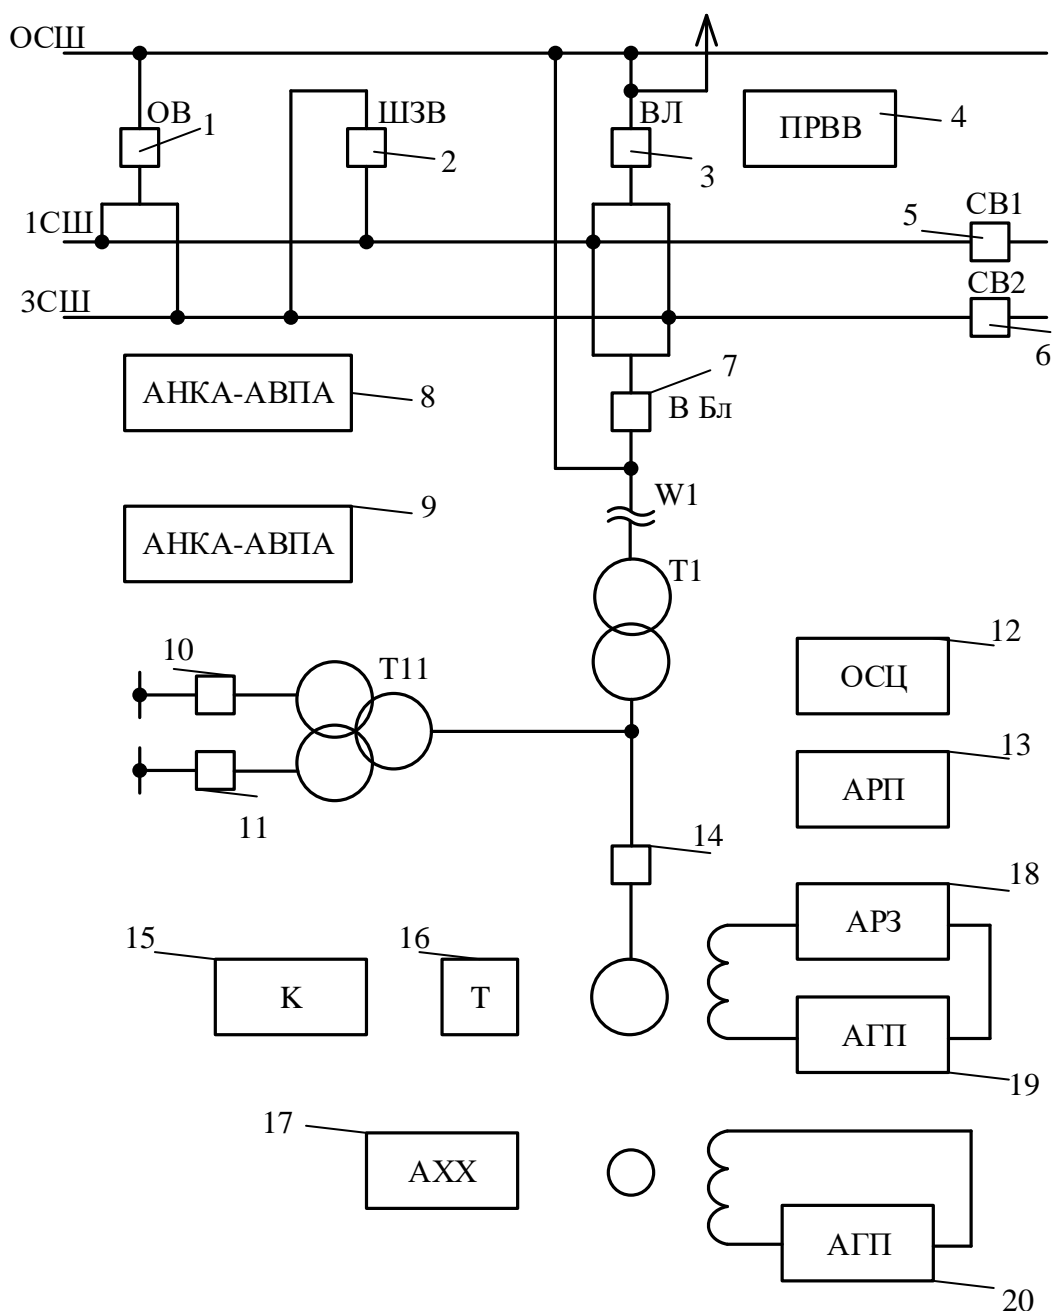 ОСШ
ОВ
1
ШЗВ
2
ВЛ
3
ПРВВ
4
1СШ
5
СВ1
3СШ
СВ2
6
7
В Бл
АНКА-АВПА
8
W1
АНКА-АВПА
9
Т1
10
Т11
12
ОСЦ
13
АРП
11
14
18
АРЗ
15
К
16
Т
АГП
19
17
АХХ
АГП
20